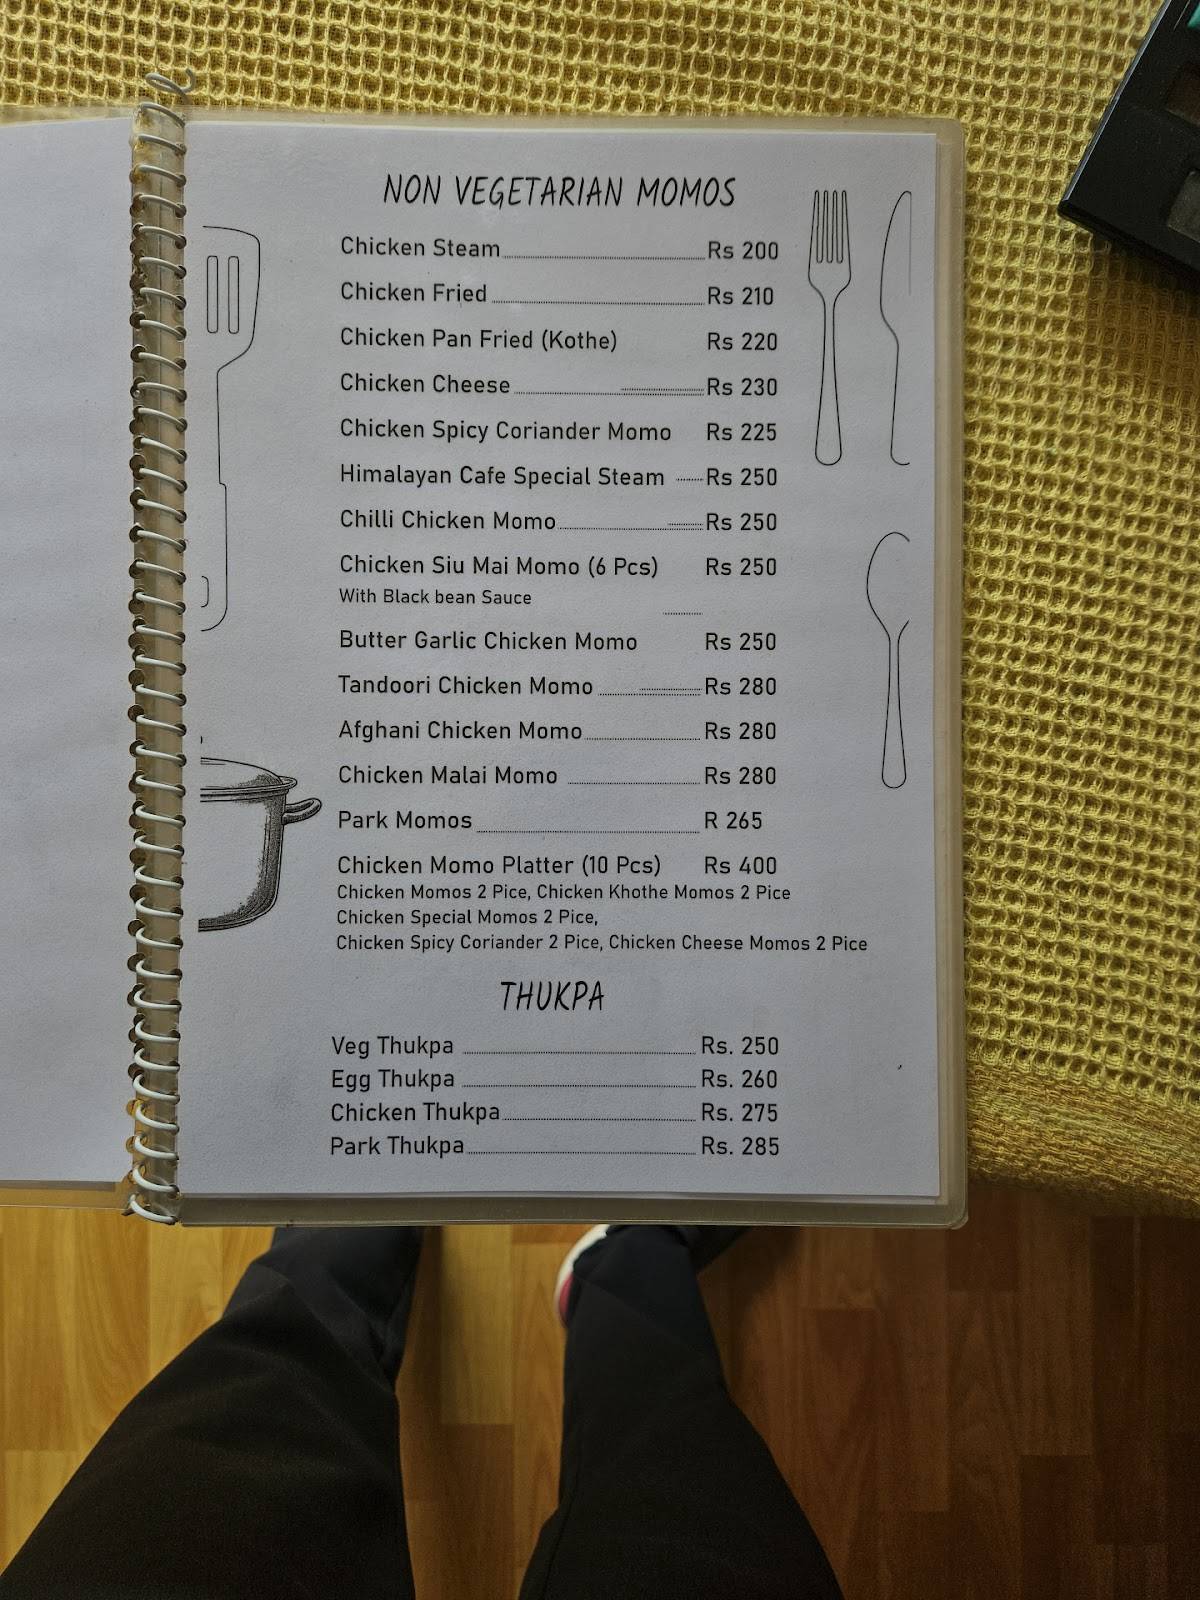 NON VEGETARIAN MOMOS
Chicken Steam Rs 200
Chicken Fried Rs 210
Chicken Pan Fried (Kothe) Rs 220
Chicken Cheese Rs 230
Chicken Spicy Coriander Momo Rs 225
Himalayan Cafe Special Steam Rs 250
Chilli Chicken Momo Rs 250
Chicken Siu Mai Momo (6 Pcs) Rs 250
With Black bean Sauce
Butter Garlic Chicken Momo Rs 250
Tandoori Chicken Momo Rs 280
Afghani Chicken Momo Rs 280
Chicken Malai Momo Rs 280
Park Momos R 265
Chicken Momo Platter (10 Pcs) Rs 400
Chicken Momos 2 Pice, Chicken Khothe Momos 2 Pice
Chicken Special Momos 2 Pice,
Chicken Spicy Coriander 2 Pice, Chicken Cheese Momos 2 Pice
THUKPA
Veg Thukpa Rs. 250
Egg Thukpa Rs. 260
Chicken Thukpa Rs. 275
Park Thukpa Rs. 285